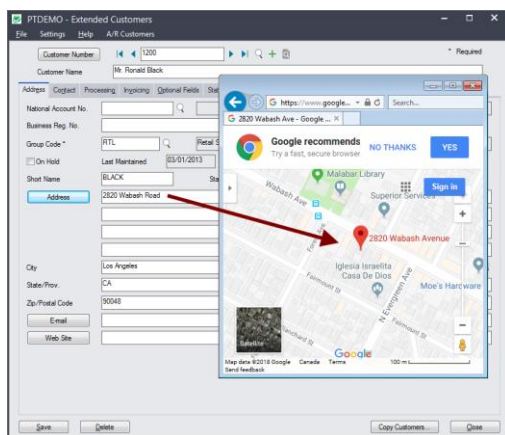 PTDEMO - Extended Customers
File Settings Help A/R Customers
Customer Number 1200 * Required
Customer Name Mr. Ronald Black
Address Contact Processing Invoicing Optional Fields
National Account No.
Business Reg. No.
Group Code * RTL Retail S
On Hold Last Maintained 03/01/2013
Short Name BLACK
Address 2820 Wabash Road
City Los Angeles
State/Prov. CA
Zip/Postal Code 90048
E-mail
Web Site
Save Delete Copy Customers... Close
https://www.google... Search...
2820 Wabash Ave - Google ...
Google recommends
Try a fast, secure browser
NO THANKS YES
Malabar Library
Sign in
Wabash Ave
Superior Services
2820 Wabash Avenue
Iglesia Israelita
Casa De Dios
Moe's Hardware
Fairmount St
N Evergreen Ave
Fairmount St
Blanchard St
Satellite
Google
Map data ©2018 Google Canada Terms 100 m
Send feedback